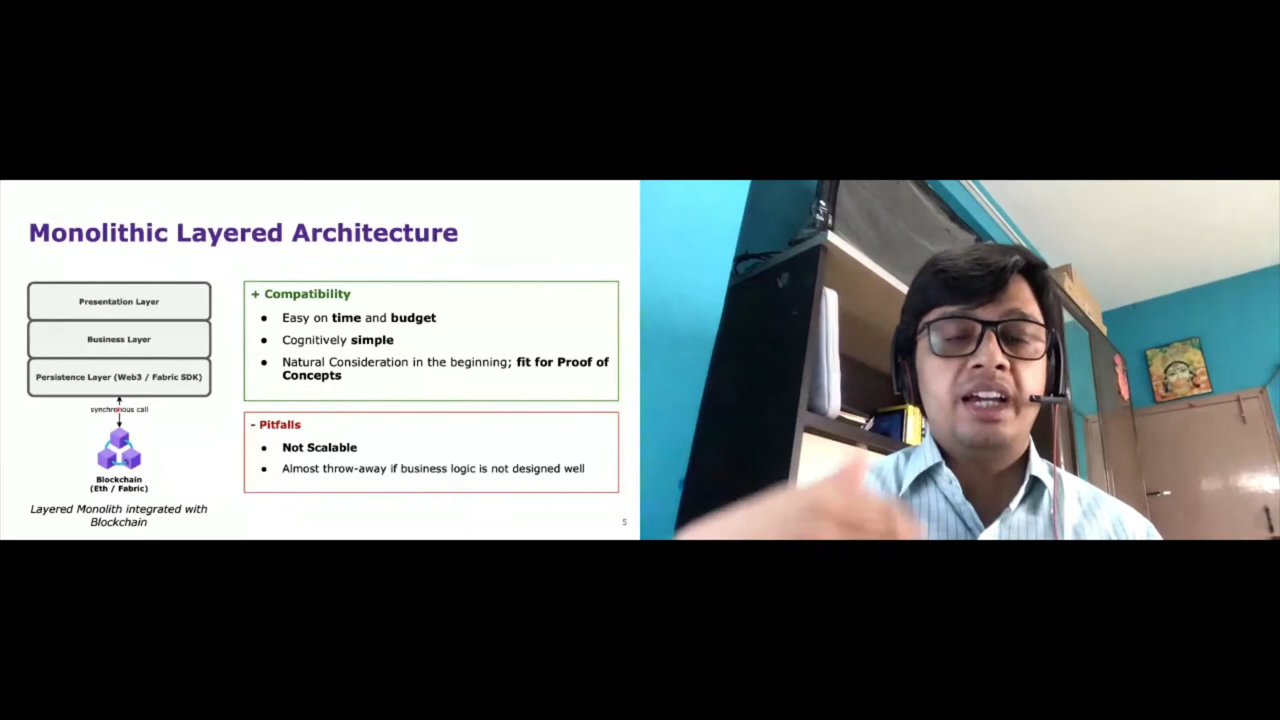 Monolithic Layered Architecture
Presentation Layer
Business Layer
Persistence Layer (Web3 / Fabric SDK)
synchronous call
Blockchain
(Eth / Fabric)
Layered Monolith integrated with
Blockchain
+ Compatibility
● Easy on time and budget
● Cognitively simple
● Natural Consideration in the beginning; fit for Proof of
Concepts
- Pitfalls
● Not Scalable
● Almost throw-away if business logic is not designed well
5